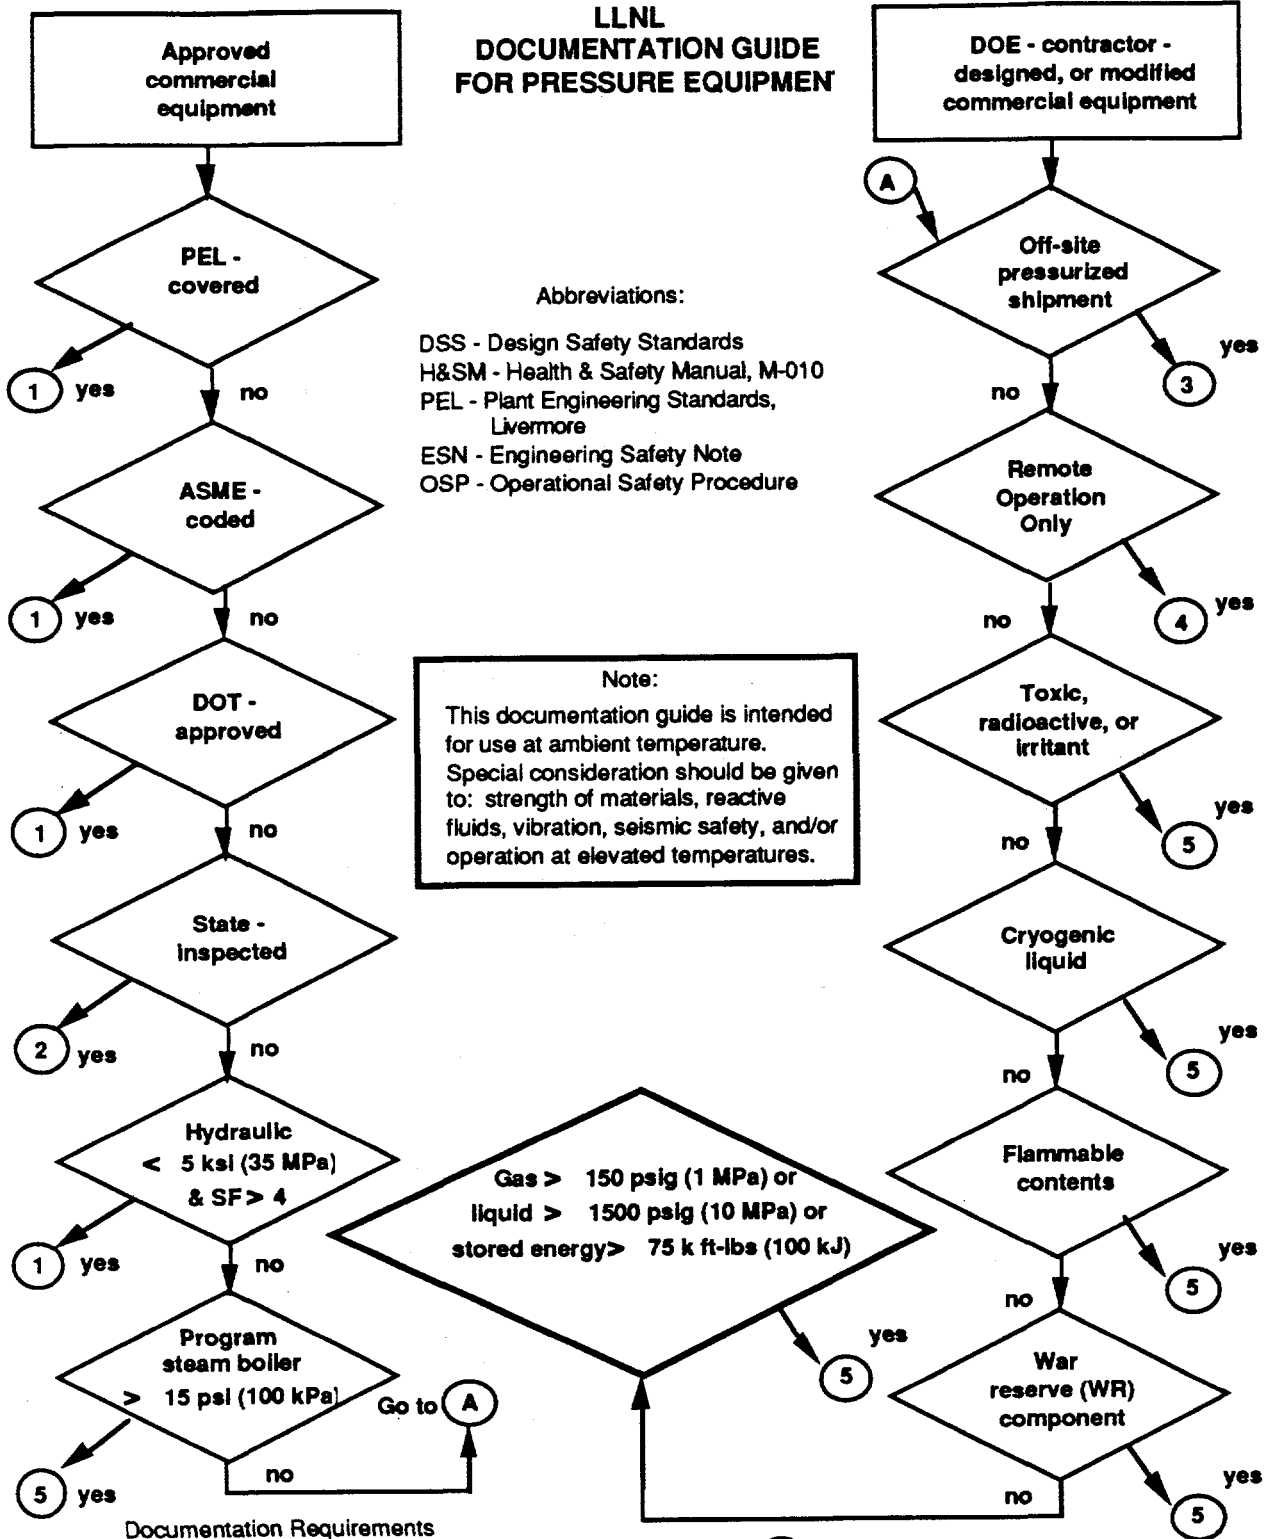 LLNL
DOCUMENTATION GUIDE
FOR PRESSURE EQUIPMEN
Approved
commercial
equipment
PEL -
covered
1 yes
no
ASME -
coded
1 yes
no
DOT -
approved
1 yes
no
State -
inspected
2 yes
no
Hydraulic
< 5 ksi (35 MPa)
& SF > 4
1 yes
no
Program
steam boiler
> 15 psi (100 kPa)
5 yes
no
Go to A
Documentation Requirements
Abbreviations:
DSS - Design Safety Standards
H&SM - Health & Safety Manual, M-010
PEL - Plant Engineering Standards,
Livermore
ESN - Engineering Safety Note
OSP - Operational Safety Procedure
Note:
This documentation guide is intended
for use at ambient temperature.
Special consideration should be given
to: strength of materials, reactive
fluids, vibration, seismic safety, and/or
operation at elevated temperatures.
Gas > 150 psig (1 MPa) or
liquid > 1500 psig (10 MPa) or
stored energy > 75 k ft-lbs (100 kJ)
yes
5
DOE - contractor -
designed, or modified
commercial equipment
A
Off-site
pressurized
shipment
yes
3
no
Remote
Operation
Only
yes
4
no
Toxic,
radioactive, or
irritant
yes
5
no
Cryogenic
liquid
yes
5
no
Flammable
contents
yes
5
no
War
reserve (WR)
component
yes
5
no